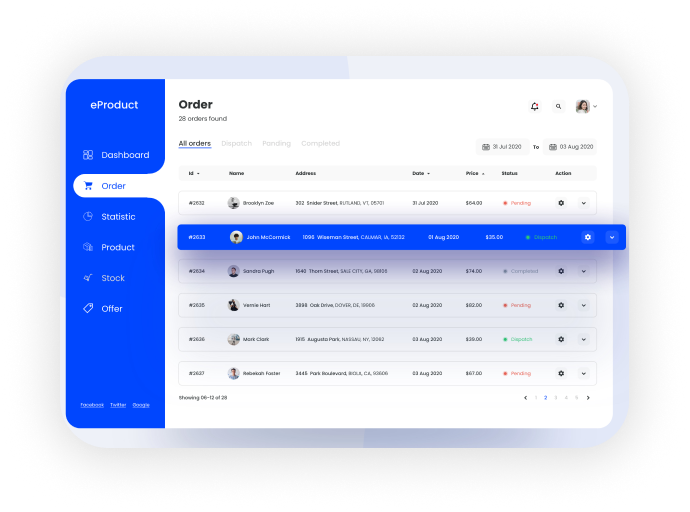 eProduct
Dashboard
Order
Statistic
Product
Stock
Offer
Facebook Twitter Google
Order
28 orders found
All orders Dispatch Pending Completed
31 Jul 2020 To 03 Aug 2020
Id Name Address Date Price Status Action
#2632 Brooklyn Zoe 302 Snider Street, RUTLAND, VT, 05701 31 Jul 2020 $64.00 Pending
#2633 John McCormick 1096 Wiseman Street, CALMAR, IA, 52132 01 Aug 2020 $35.00 Dispatch
#2634 Sandra Pugh 1640 Thorn Street, SALE CITY, GA, 98106 02 Aug 2020 $74.00 Completed
#2635 Vernie Hart 3898 Oak Drive, DOVER, DE, 19906 02 Aug 2020 $82.00 Pending
#2636 Mark Clark 1915 Augusta Park, NASSAU, NY, 12062 03 Aug 2020 $39.00 Dispatch
#2637 Rebekah Foster 3445 Park Boulevard, BIOLA, CA, 93606 03 Aug 2020 $67.00 Pending
Showing 06-12 of 28
1 2 3 4 5